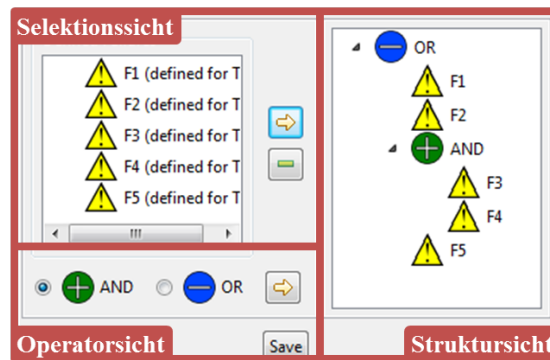 Selektionssicht
F1 (defined for T
F2 (defined for T
F3 (defined for T
F4 (defined for T
F5 (defined for T
AND
OR
Operatorsicht
Save
OR
F1
F2
AND
F3
F4
F5
Struktursicht